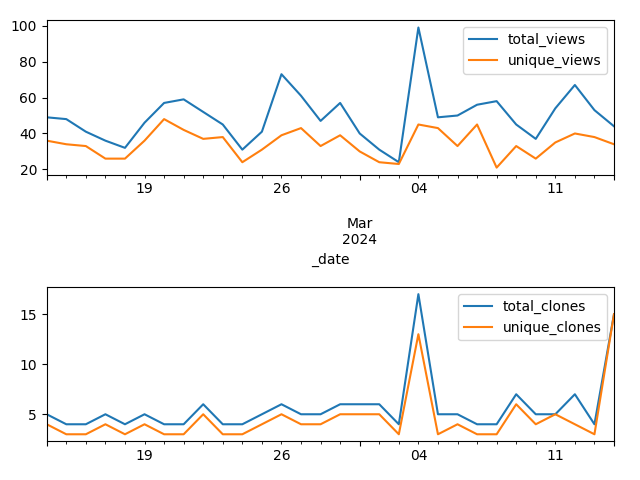 100
80
60
40
20
total_views
unique_views
19 26 04 11
Mar
2024
_date
15
10
5
total_clones
unique_clones
19 26 04 11